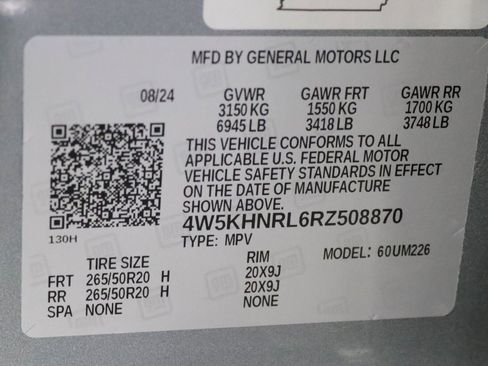 MFD BY GENERAL MOTORS LLC
08/24 GVWR GAWR FRT GAWR RR
3150 KG 1550 KG 1700 KG
6945 LB 3418 LB 3748 LB
THIS VEHICLE CONFORMS TO ALL
APPLICABLE U.S. FEDERAL MOTOR
VEHICLE SAFETY STANDARDS IN EFFECT
ON THE DATE OF MANUFACTURE
SHOWN ABOVE.
4W5KHNRL6RZ508870
130H
TYPE: MPV MODEL: 60UM226
TIRE SIZE RIM
FRT 265/50R20 H 20X9J
RR 265/50R20 H 20X9J
SPA NONE NONE